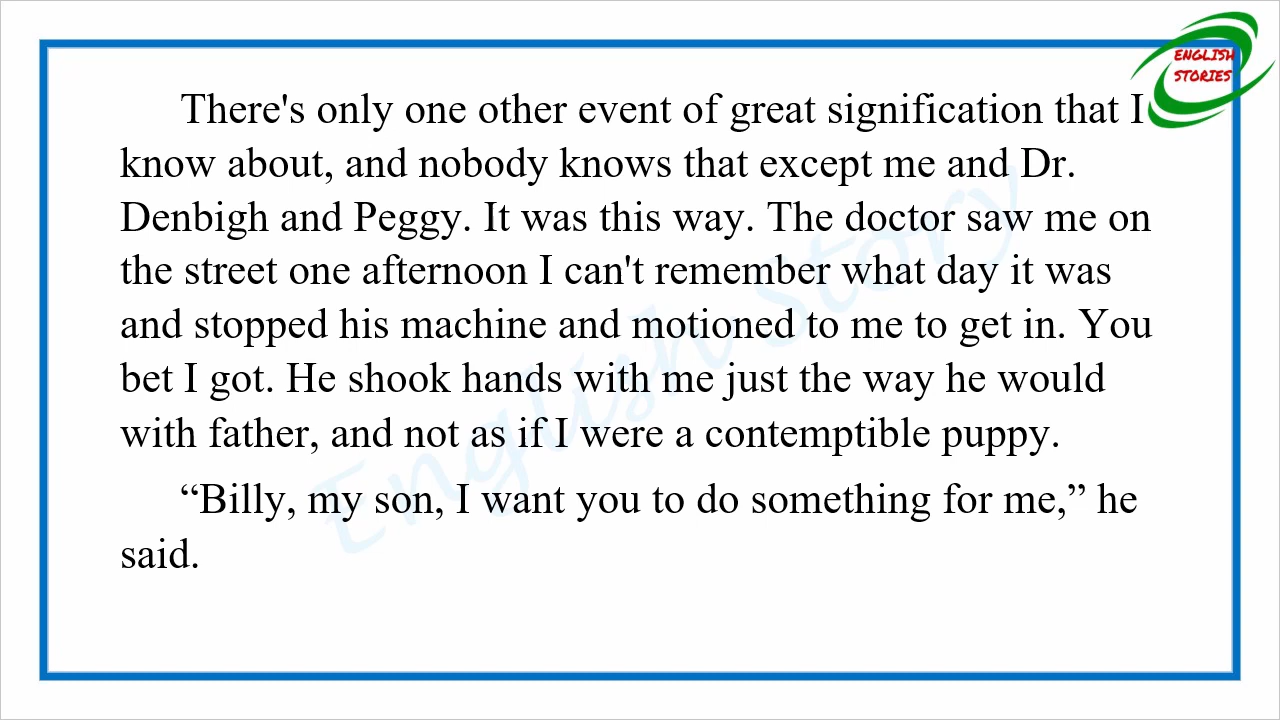 ENGLISH
STORIES
There's only one other event of great signification that I
know about, and nobody knows that except me and Dr.
Denbigh and Peggy. It was this way. The doctor saw me on
the street one afternoon I can't remember what day it was
and stopped his machine and motioned to me to get in. You
bet I got. He shook hands with me just the way he would
with father, and not as if I were a contemptible puppy.
“Billy, my son, I want you to do something for me,” he
said.
English Story